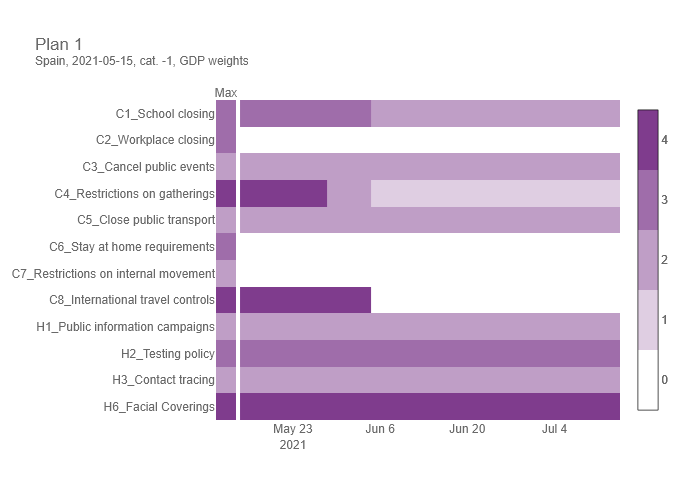 Plan 1
Spain, 2021-05-15, cat. -1, GDP weights
Max
C1_School closing
C2_Workplace closing
C3_Cancel public events
C4_Restrictions on gatherings
C5_Close public transport
C6_Stay at home requirements
C7_Restrictions on internal movement
C8_International travel controls
H1_Public information campaigns
H2_Testing policy
H3_Contact tracing
H6_Facial Coverings
May 23
2021
Jun 6
Jun 20
Jul 4
4
3
2
1
0